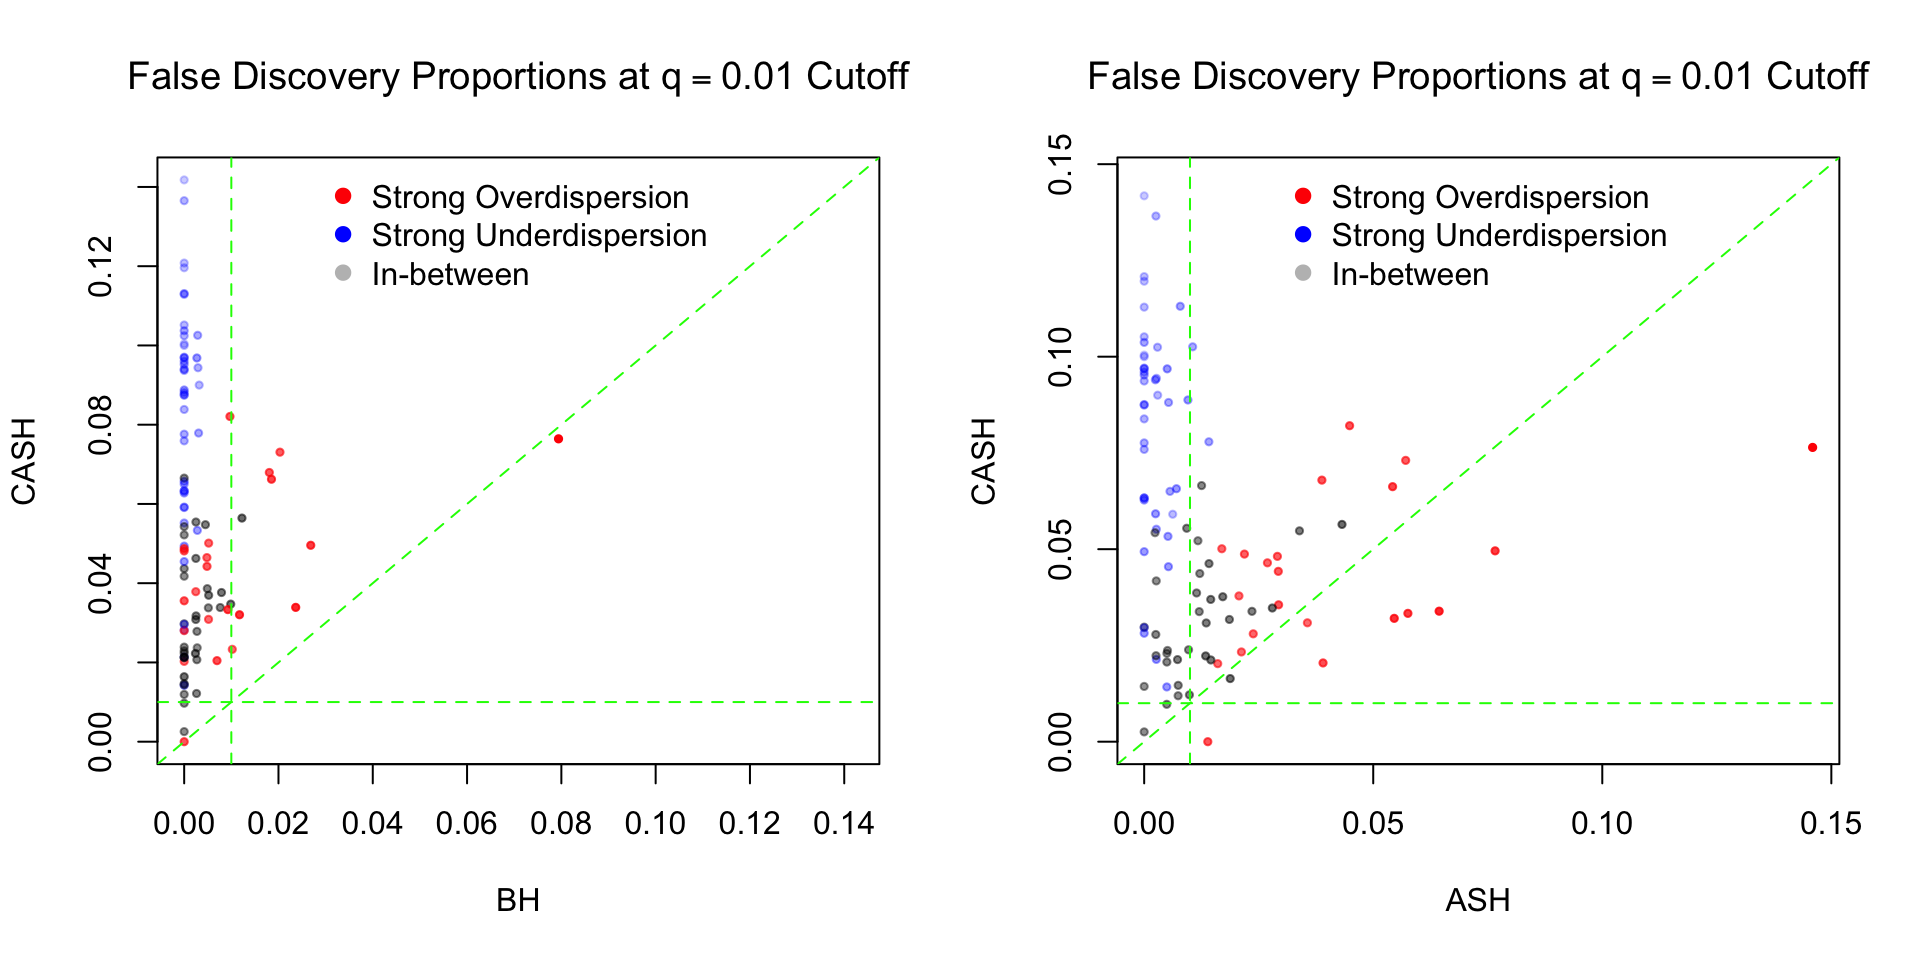 False Discovery Proportions at q = 0.01 Cutoff
Strong Overdispersion
Strong Underdispersion
In-between
CASH
0.12
0.08
0.04
0.00
0.00 0.02 0.04 0.06 0.08 0.10 0.12 0.14
BH
False Discovery Proportions at q = 0.01 Cutoff
Strong Overdispersion
Strong Underdispersion
In-between
CASH
0.15
0.10
0.05
0.00
0.00 0.05 0.10 0.15
ASH